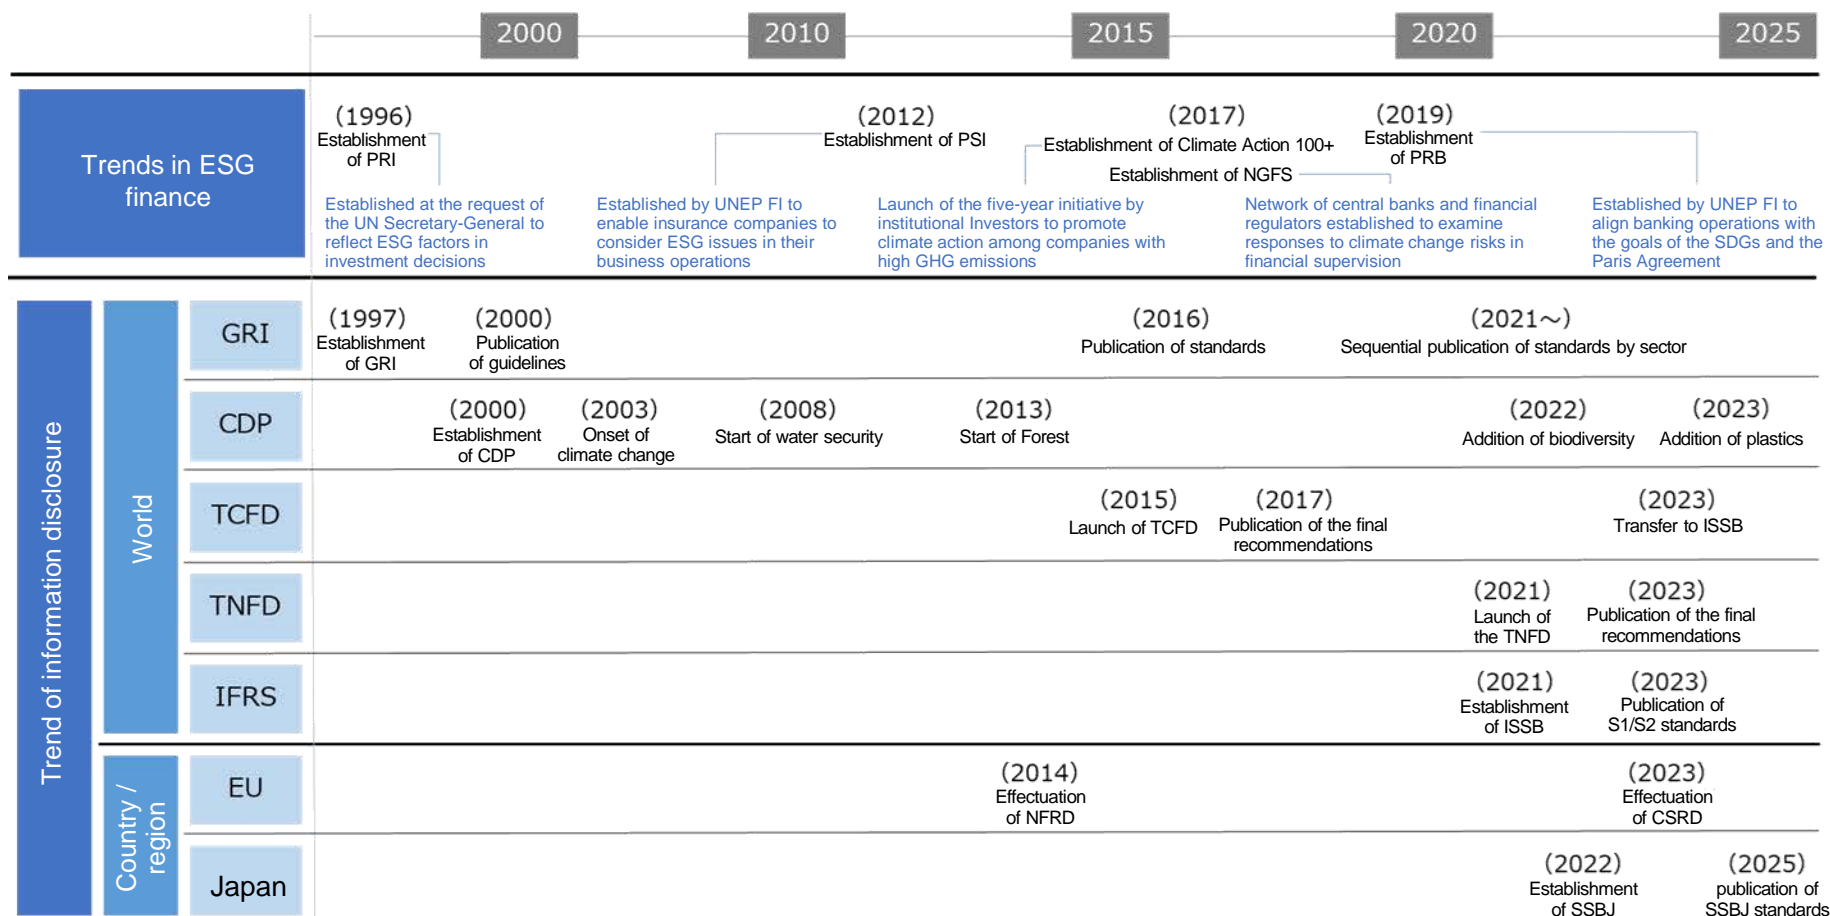 2000 2010 2015 2020 2025
Trends in ESG
finance
(1996)
Establishment
of PRI
(2012)
Establishment of PSI
(2017)
Establishment of Climate Action 100+
Establishment of NGFS
(2019)
Establishment
of PRB
Established at the request of
the UN Secretary-General to
reflect ESG factors in
investment decisions
Established by UNEP FI to
enable insurance companies to
consider ESG issues in their
business operations
Launch of the five-year initiative by
institutional Investors to promote
climate action among companies with
high GHG emissions
Network of central banks and financial
regulators established to examine
responses to climate change risks in
financial supervision
Established by UNEP FI to
align banking operations with
the goals of the SDGs and the
Paris Agreement
Trend of information disclosure
World
GRI
(1997)
Establishment
of GRI
(2000)
Publication
of guidelines
(2016)
Publication of standards
(2021～)
Sequential publication of standards by sector
CDP
(2000)
Establishment
of CDP
(2003)
Onset of
climate change
(2008)
Start of water security
(2013)
Start of Forest
(2022)
Addition of biodiversity
(2023)
Addition of plastics
TCFD
(2015)
Launch of TCFD
(2017)
Publication of the final
recommendations
(2023)
Transfer to ISSB
TNFD
(2021)
Launch of
the TNFD
(2023)
Publication of the final
recommendations
IFRS
(2021)
Establishment
of ISSB
(2023)
Publication of
S1/S2 standards
Country /
region
EU
(2014)
Effectuation
of NFRD
(2023)
Effectuation
of CSRD
Japan
(2022)
Establishment
of SSBJ
(2025)
publication of
SSBJ standards